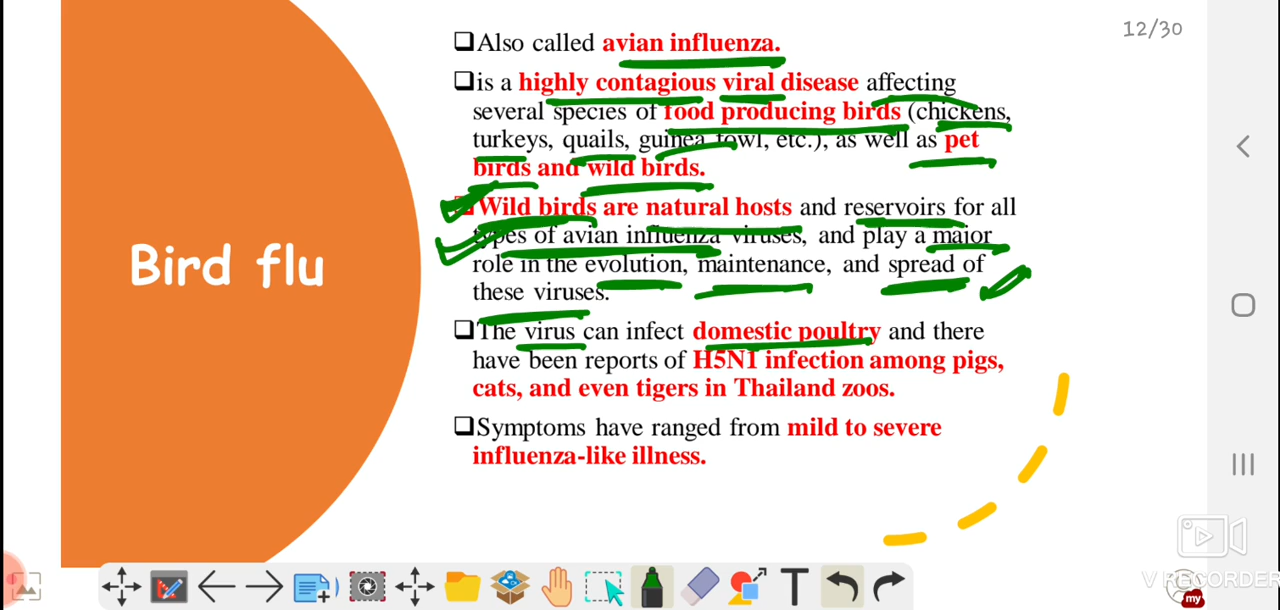 12/30
Bird flu
❑Also called avian influenza.
❑is a highly contagious viral disease affecting
several species of food producing birds (chickens,
turkeys, quails, guinea fowl, etc.), as well as pet
birds and wild birds.
❑Wild birds are natural hosts and reservoirs for all
types of avian influenza viruses, and play a major
role in the evolution, maintenance, and spread of
these viruses.
❑The virus can infect domestic poultry and there
have been reports of H5N1 infection among pigs,
cats, and even tigers in Thailand zoos.
❑Symptoms have ranged from mild to severe
influenza-like illness.
V RECORDER
my